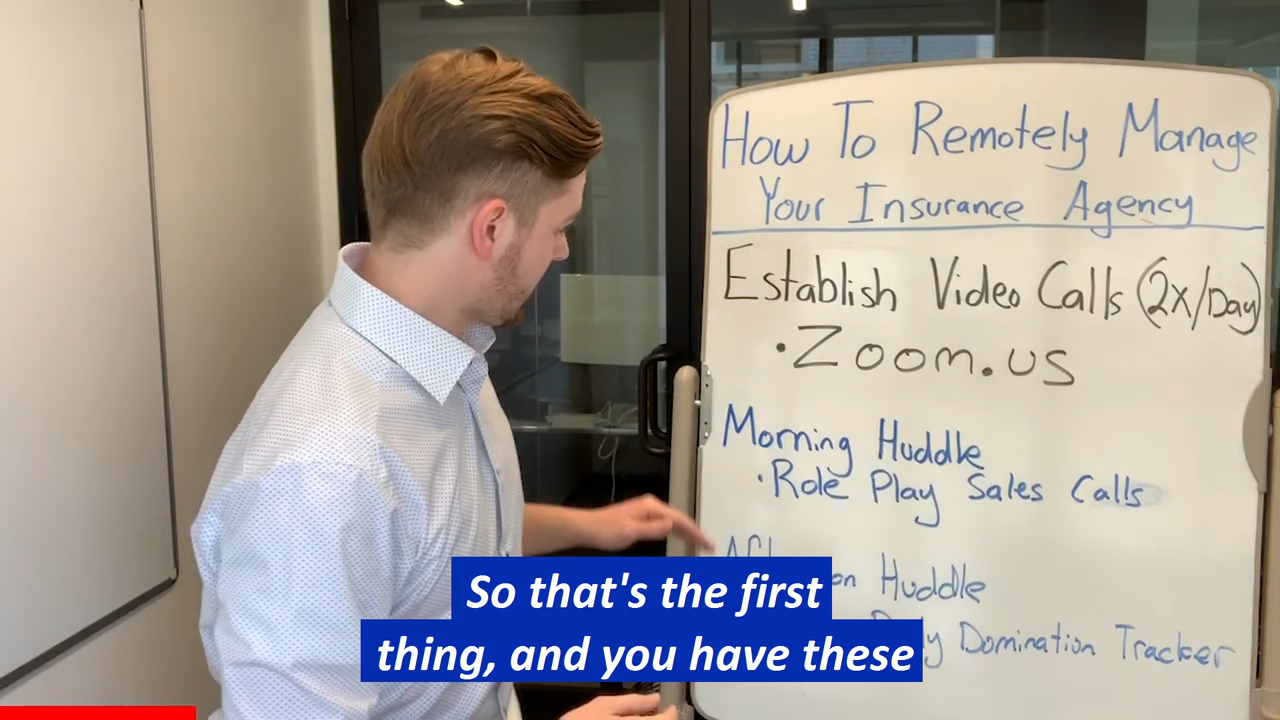 How To Remotely Manage
Your Insurance Agency
Establish Video Calls (2x/Day)
• Zoom.us
Morning Huddle
• Role Play Sales Calls
Huddle
Domination Tracker
So that's the first
thing, and you have these